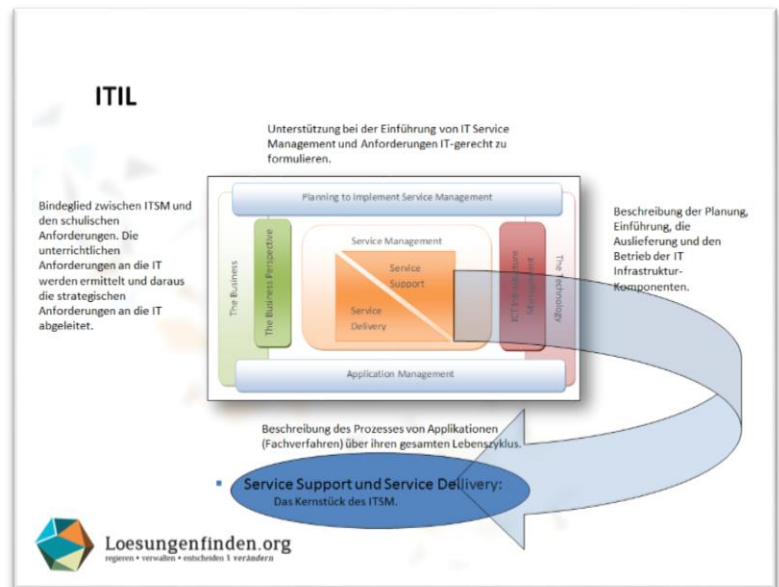 ITIL
Unterstützung bei der Einführung von IT Service
Management und Anforderungen IT-gerecht zu
formulieren.
Bindeglied zwischen ITSM und
den schulischen
Anforderungen. Die
unterrichtlichen
Anforderungen an die IT
werden ermittelt und daraus
die strategischen
Anforderungen an die IT
abgeleitet.
Planning to Implement Service Management
The Business
The Business Perspective
Service Management
Service
Support
Service
Delivery
ICT Infrastructure
Management
The Technology
Application Management
Beschreibung der Planung,
Einführung, die
Auslieferung und den
Betrieb der IT
Infrastruktur-
Komponenten.
Beschreibung des Prozesses von Applikationen
(Fachverfahren) über ihren gesamten Lebenszyklus.
Service Support und Service Dellivery:
Das Kernstück des ITSM.
Loesungenfinden.org
regieren • verwalten • entscheiden \ verändern